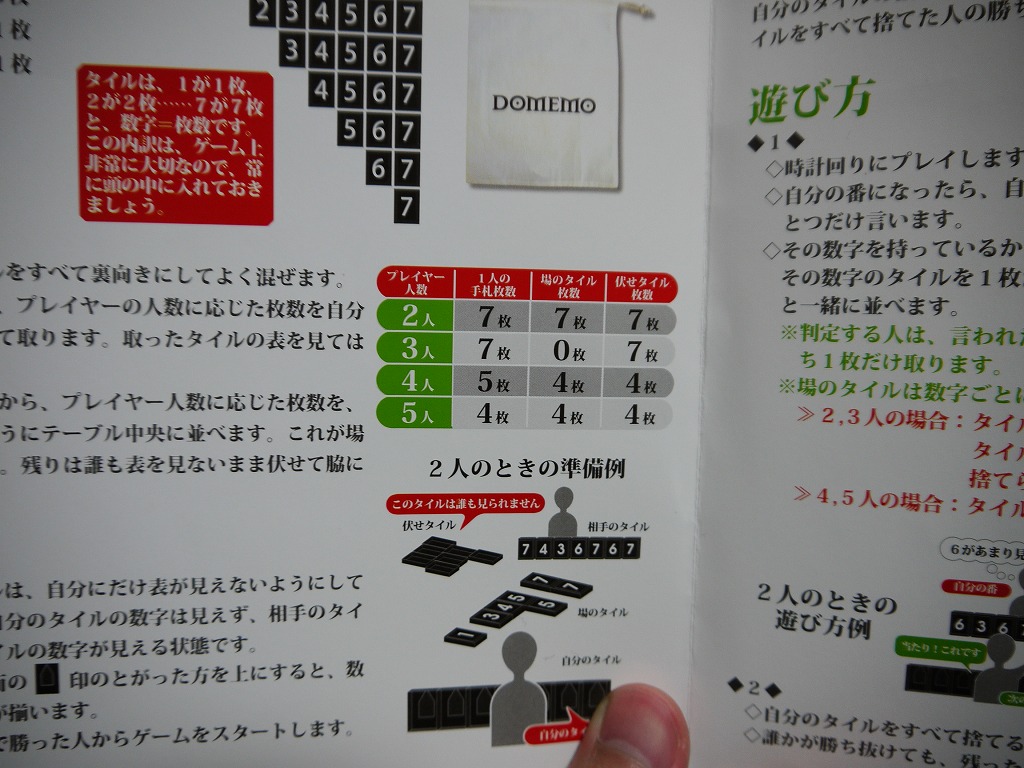 枚
1枚
1枚
2 3 4 5 6 7
3 4 5 6 7
4 5 6 7
5 6 7
6 7
7
タイルは、1が1枚、
2が2枚……7が7枚
と、数字＝枚数です。
この内訳は、ゲーム上
非常に大切なので、常
に頭の中に入れておき
ましょう。
DOMEMO
をすべて裏向きにしてよく混ぜます。
、プレイヤーの人数に応じた枚数を自分
て取ります。取ったタイルの表を見ては
から、プレイヤー人数に応じた枚数を、
うにテーブル中央に並べます。これが場
。残りは誰も表を見ないまま伏せて脇に
は、自分にだけ表が見えないようにして
自分のタイルの数字は見えず、相手のタイ
イルの数字が見える状態です。
印のとがった方を上にすると、数
が揃います。
で勝った人からゲームをスタートします。
プレイヤー人数 1人の手札枚数 場のタイル枚数 伏せタイル枚数
2人 7枚 7枚 7枚
3人 7枚 0枚 7枚
4人 5枚 4枚 4枚
5人 4枚 4枚 4枚
2人のときの準備例
このタイルは誰も見られません
伏せタイル
相手のタイル
7 4 3 6 7 6 7
7 7
3 4 5 5
1
場のタイル
自分のタイル
自分のタイ
自分のタイルの
イルをすべて捨てた人の勝ち
遊び方
◆1◆
◇時計回りにプレイします
◇自分の番になったら、自
とつだけ言います。
◇その数字を持っているか
その数字のタイルを1枚
と一緒に並べます。
※判定する人は、言われた
ち1枚だけ取ります。
※場のタイルは数字ごとに
≫2,3人の場合：タイル
タイル
捨てら
≫4,5人の場合：タイル
6があまり見
自分の番
2人のときの
遊び方例
6 3 6 2
当たり！これです
次
◆2◆
◇自分のタイルをすべて捨てる
◇誰かが勝ち抜けても、残った